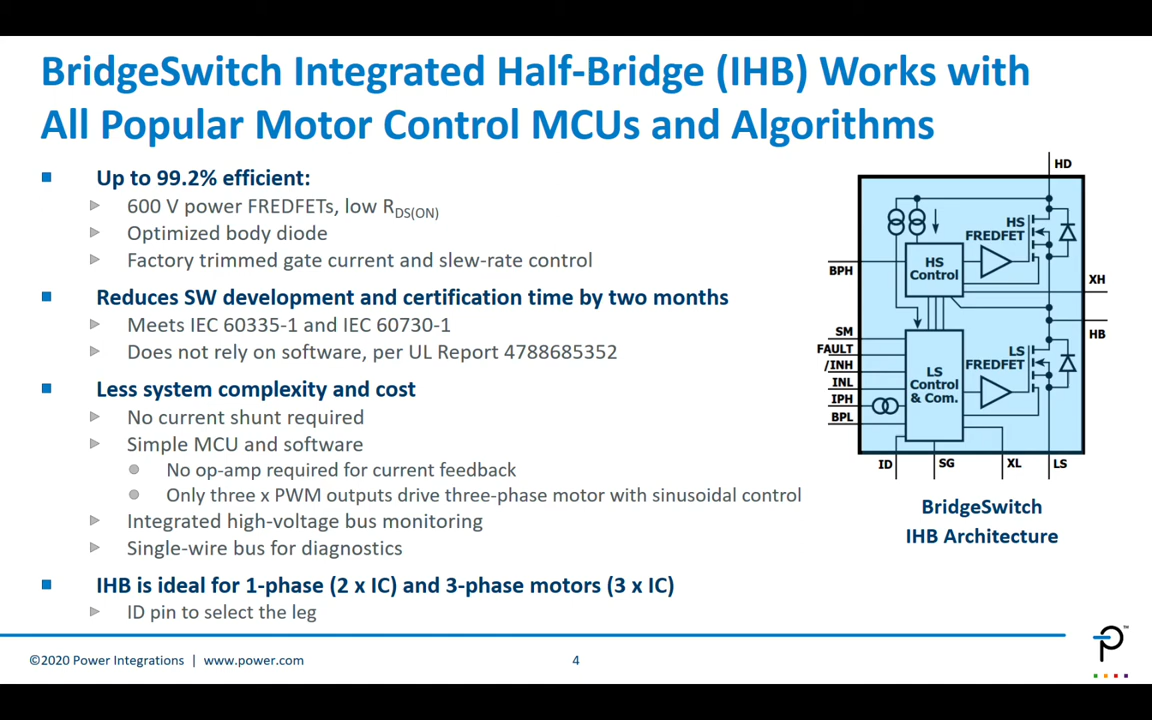 BridgeSwitch Integrated Half-Bridge (IHB) Works with
All Popular Motor Control MCUs and Algorithms
Up to 99.2% efficient:
600 V power FREDFETs, low RDS(ON)
Optimized body diode
Factory trimmed gate current and slew-rate control
Reduces SW development and certification time by two months
Meets IEC 60335-1 and IEC 60730-1
Does not rely on software, per UL Report 4788685352
Less system complexity and cost
No current shunt required
Simple MCU and software
No op-amp required for current feedback
Only three x PWM outputs drive three-phase motor with sinusoidal control
Integrated high-voltage bus monitoring
Single-wire bus for diagnostics
IHB is ideal for 1-phase (2 x IC) and 3-phase motors (3 x IC)
ID pin to select the leg
HD
HS
FREDFET
HS
Control
BPH
XH
HB
SM
FAULT
/INH
INL
IPH
BPL
LS
FREDFET
LS
Control
& Com.
ID
SG
XL
LS
BridgeSwitch
IHB Architecture
©2020 Power Integrations | www.power.com
4
TM